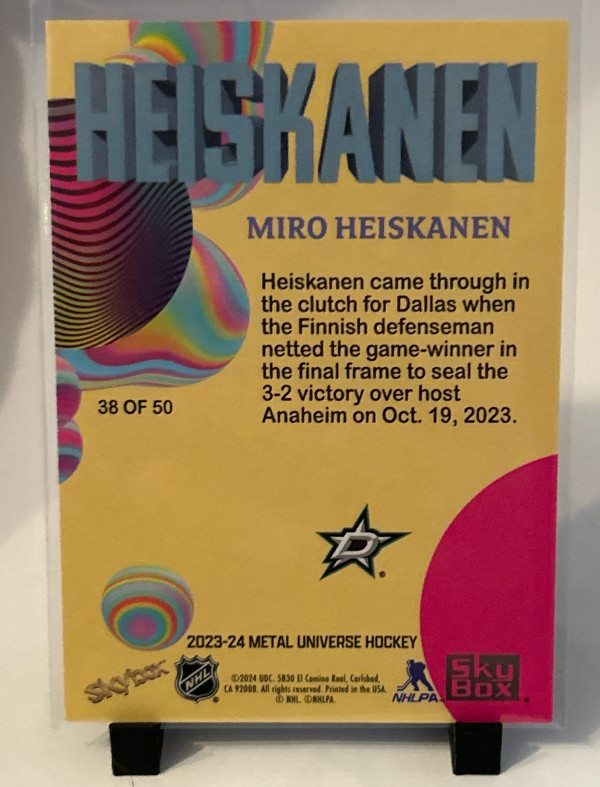 HEISKANEN
MIRO HEISKANEN
Heiskanen came through in
the clutch for Dallas when
the Finnish defenseman
netted the game-winner in
the final frame to seal the
3-2 victory over host
Anaheim on Oct. 19, 2023.
38 OF 50
D
2023-24 METAL UNIVERSE HOCKEY
skybox
NHL
©2024 UDC. 5830 El Camino Real, Carlsbad,
CA 92008. All rights reserved. Printed in the USA.
© NHL. ©NHLPA.
NHLPA
Sky
Box